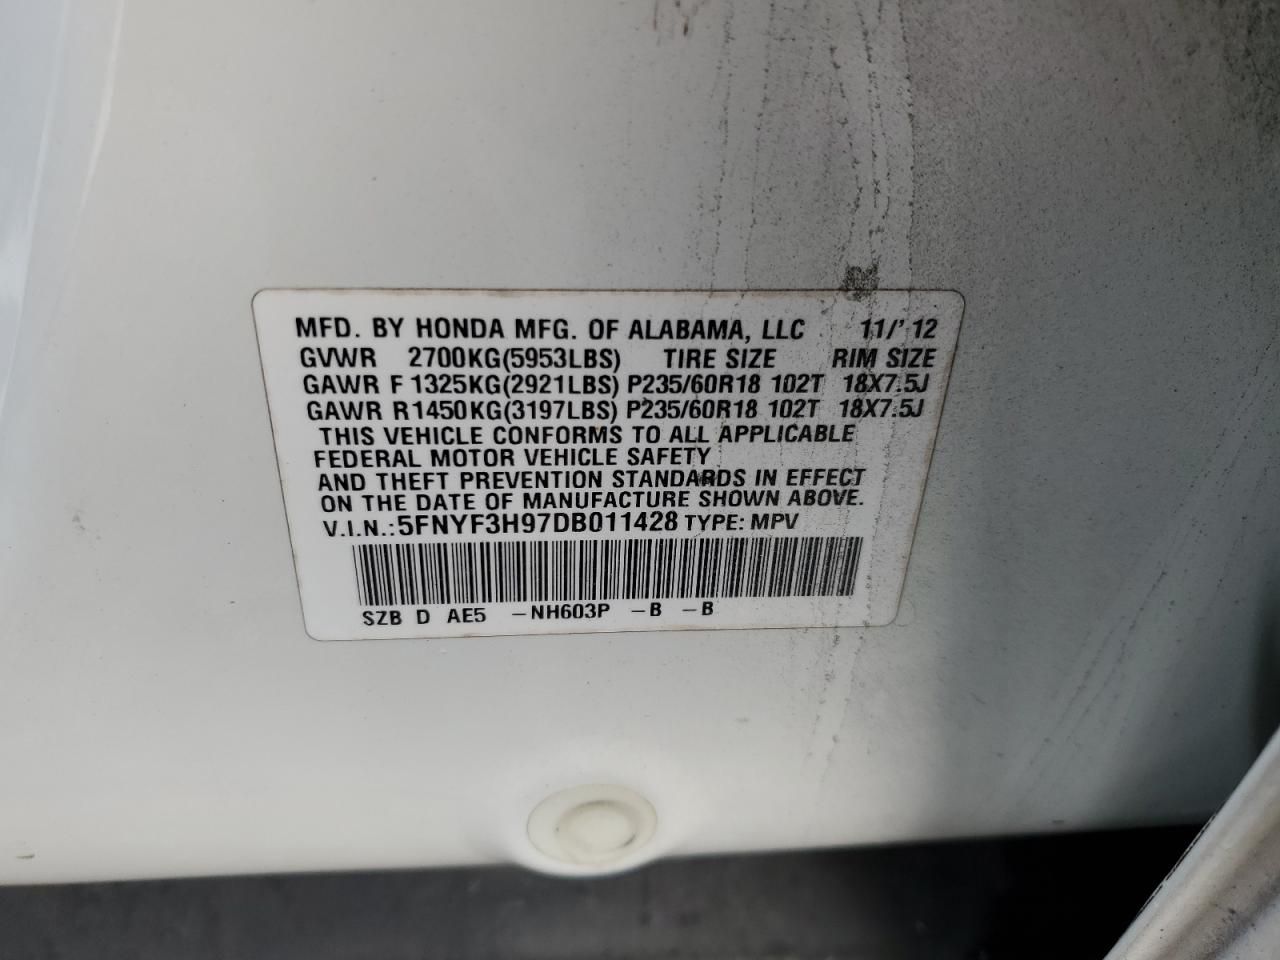 MFD. BY HONDA MFG. OF ALABAMA, LLC 11/'12
GVWR 2700KG(5953LBS) TIRE SIZE RIM SIZE
GAWR F 1325KG(2921LBS) P235/60R18 102T 18X7.5J
GAWR R1450KG(3197LBS) P235/60R18 102T 18X7.5J
THIS VEHICLE CONFORMS TO ALL APPLICABLE
FEDERAL MOTOR VEHICLE SAFETY
AND THEFT PREVENTION STANDARDS IN EFFECT
ON THE DATE OF MANUFACTURE SHOWN ABOVE.
V.I.N.:5FNYF3H97DB011428 TYPE: MPV
SZB D AE5 -NH603P -B -B